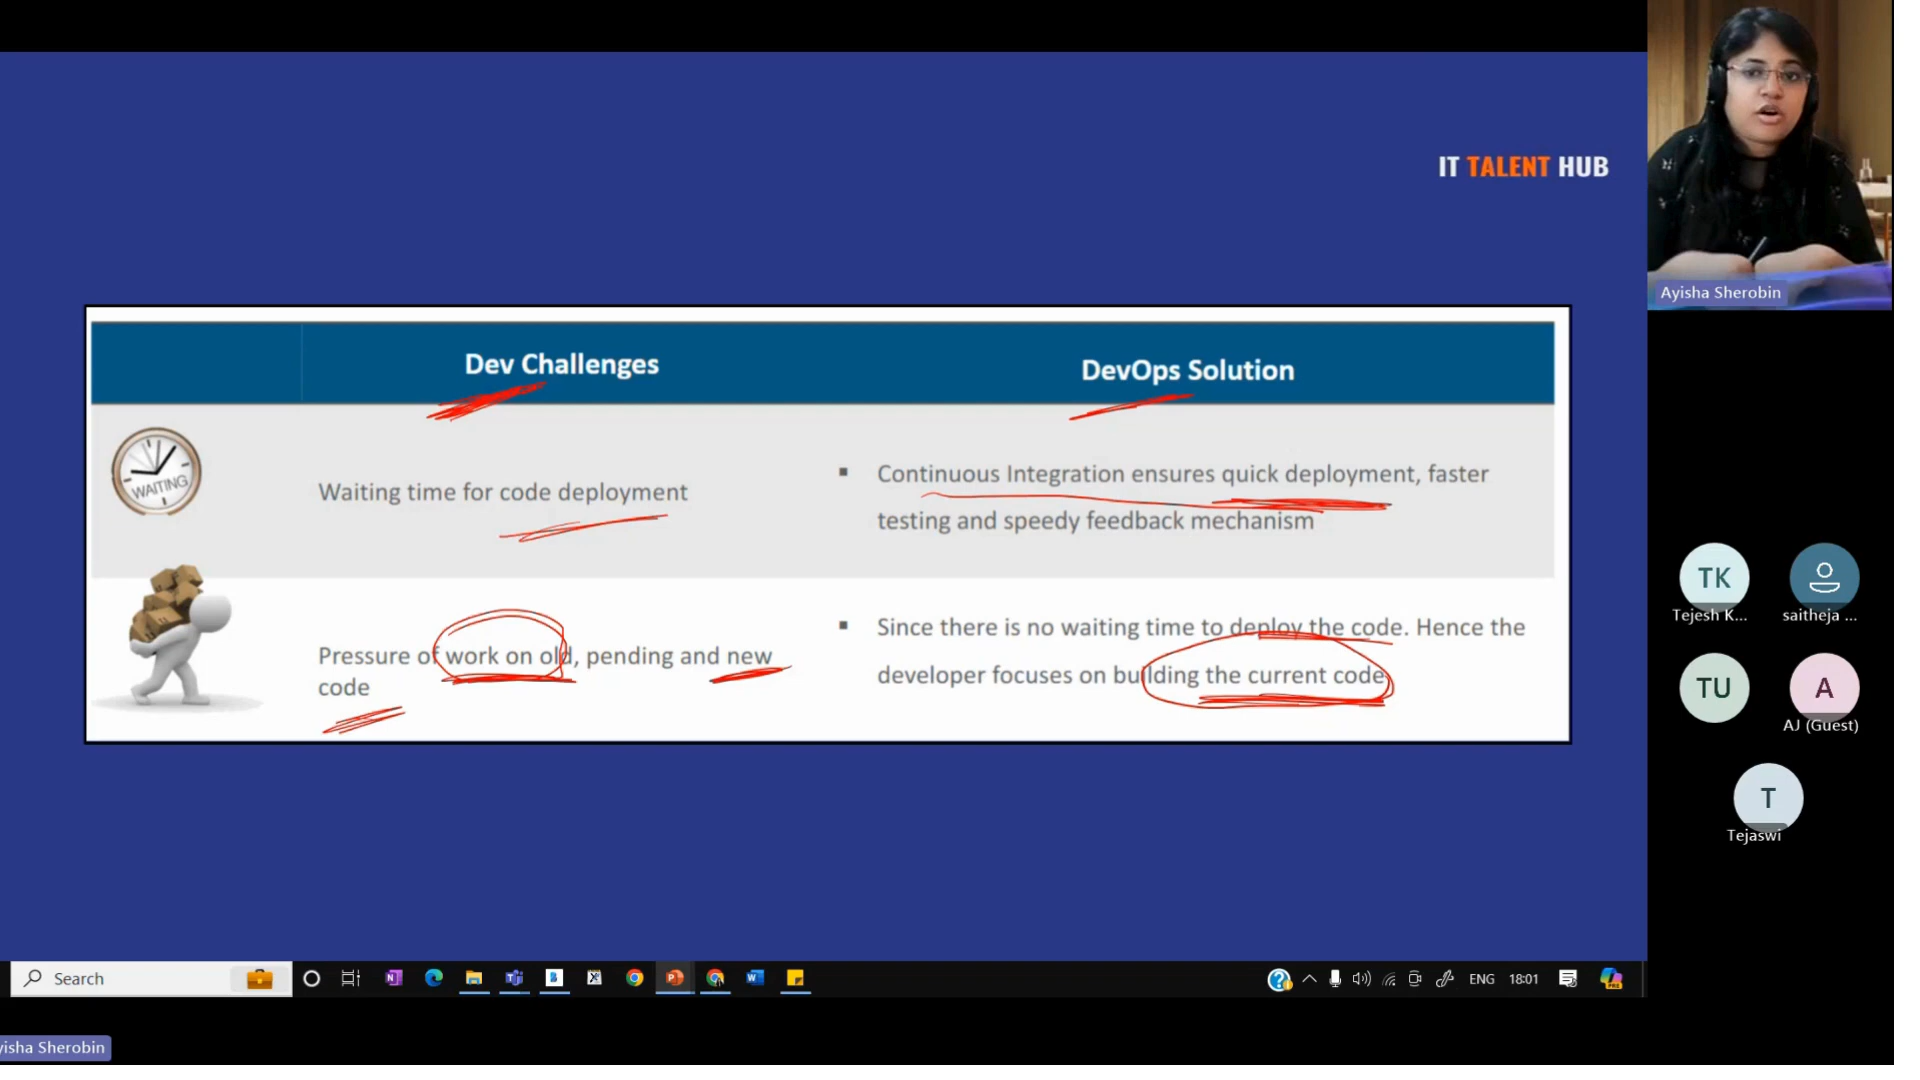 IT TALENT HUB
Ayisha Sherobin
Dev Challenges
DevOps Solution
WAITING
Waiting time for code deployment
▪ Continuous Integration ensures quick deployment, faster
testing and speedy feedback mechanism
Pressure of work on old, pending and new
code
▪ Since there is no waiting time to deploy the code. Hence the
developer focuses on building the current code
TK
Tejesh K...
saitheja ...
TU
A
AJ (Guest)
T
Tejaswi
Search
ENG
18:01
yisha Sherobin